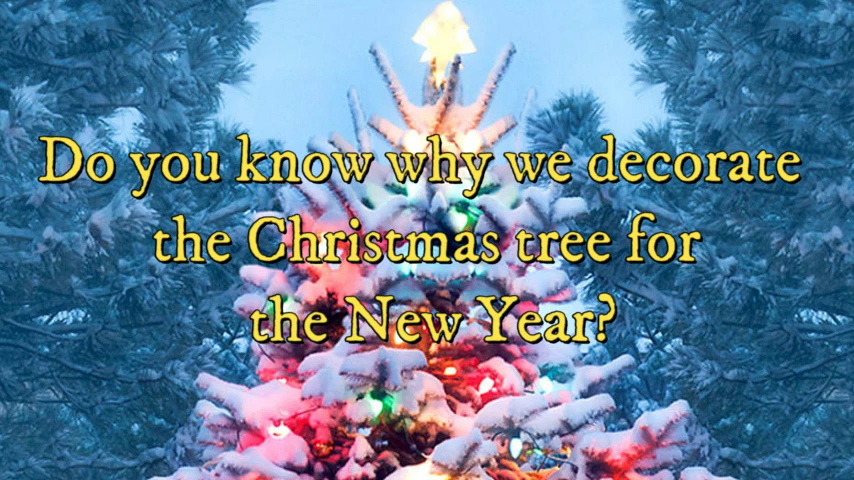 Do you know why we decorate
the Christmas tree for
the New Year?